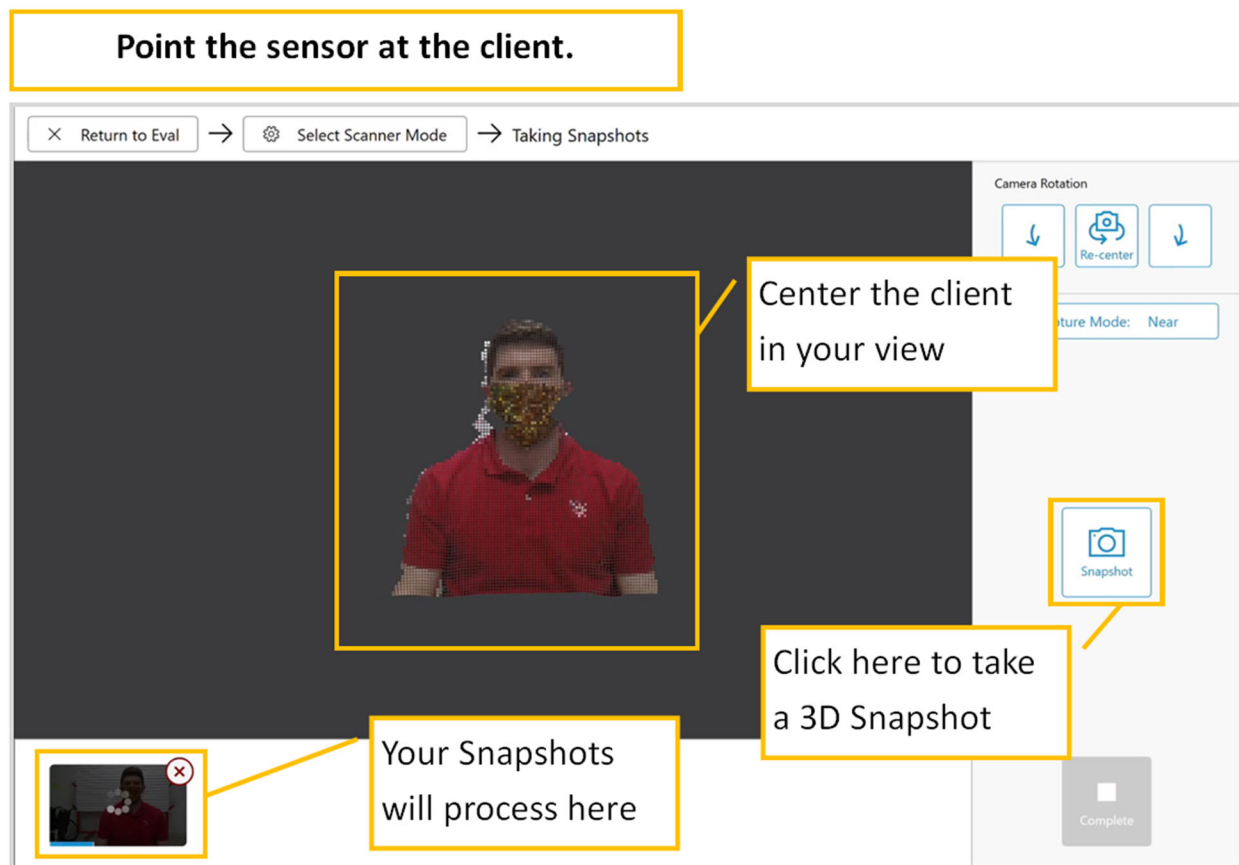 Point the sensor at the client.
Return to Eval
Select Scanner Mode
Taking Snapshots
Camera Rotation
Re-center
Center the client
in your view
ture Mode: Near
Snapshot
Click here to take
a 3D Snapshot
Your Snapshots
will process here
Complete